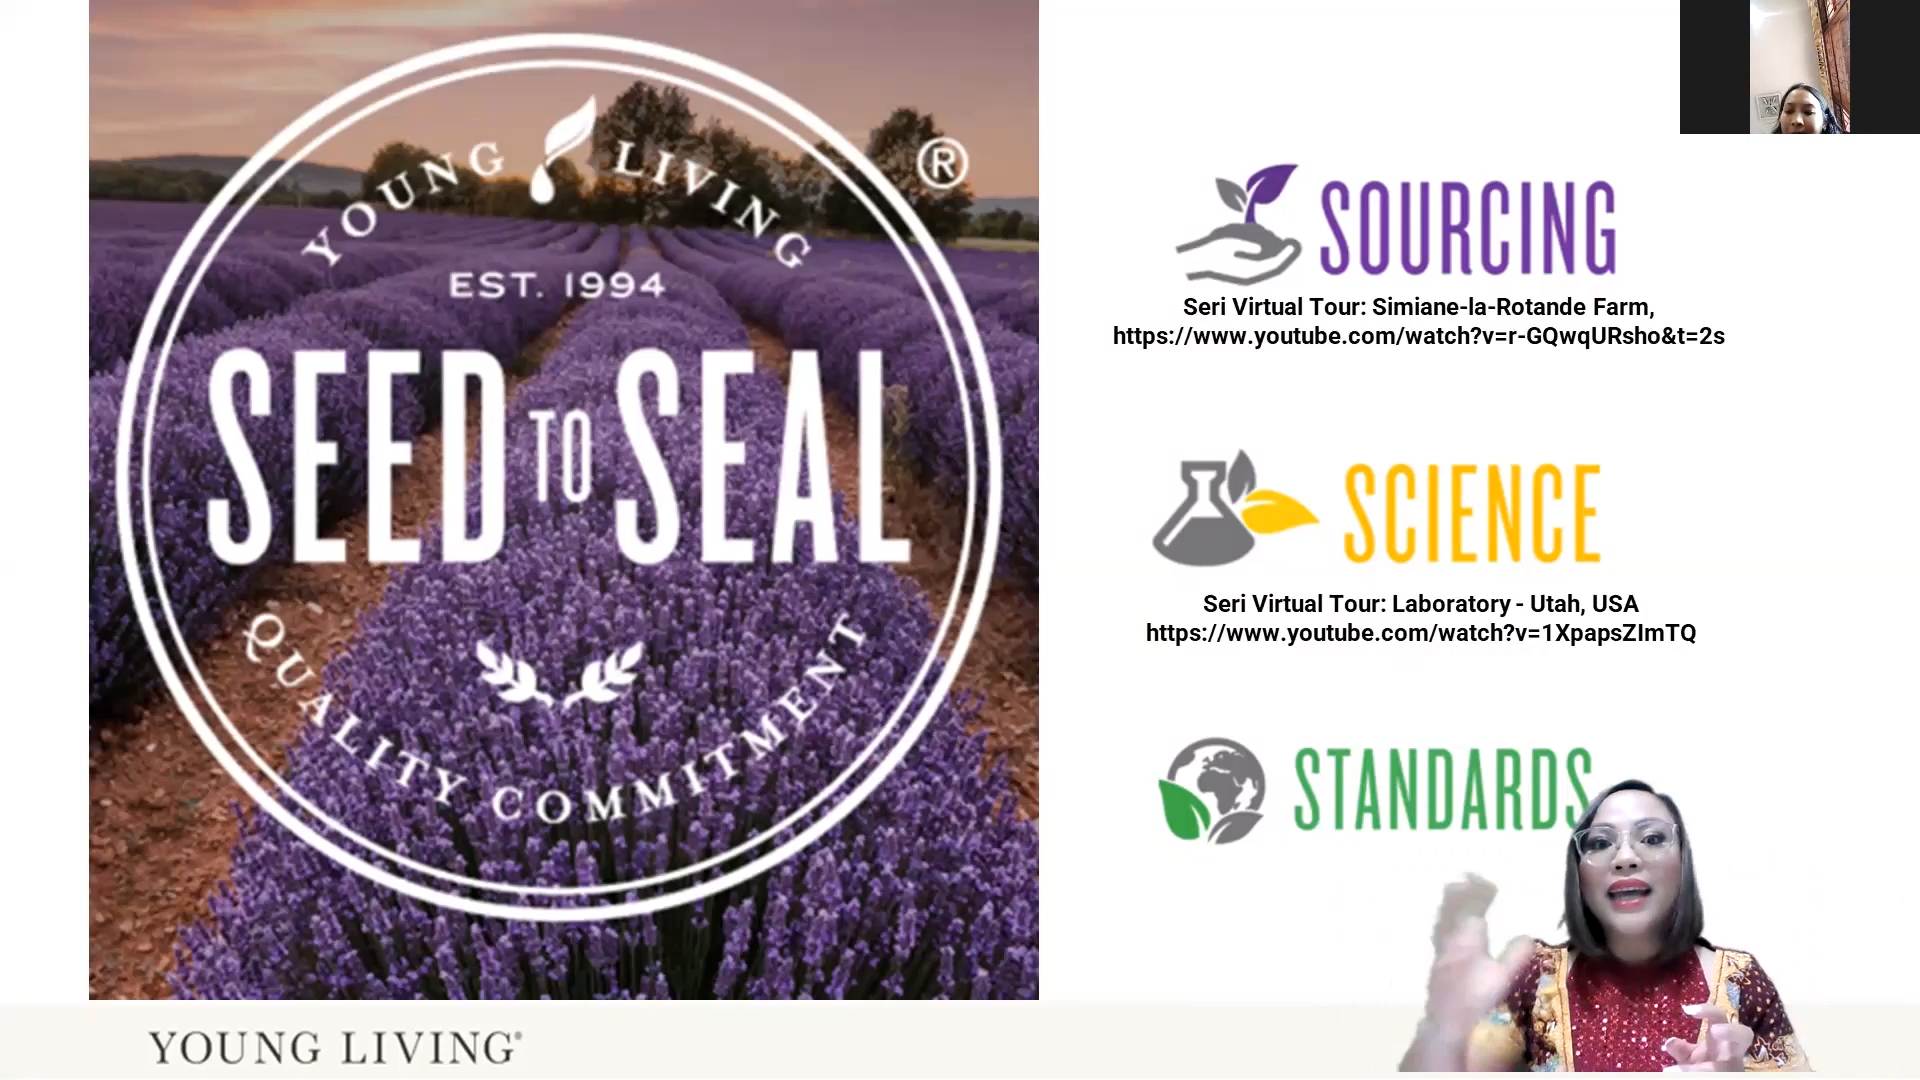 YOUNG LIVING
®
EST. 1994
SEED TO SEAL
QUALITY COMMITMENT
SOURCING
Seri Virtual Tour: Simiane-la-Rotande Farm,
https://www.youtube.com/watch?v=r-GQwqURsho&t=2s
SCIENCE
Seri Virtual Tour: Laboratory - Utah, USA
https://www.youtube.com/watch?v=1XpapsZImTQ
STANDARDS
YOUNG LIVING®